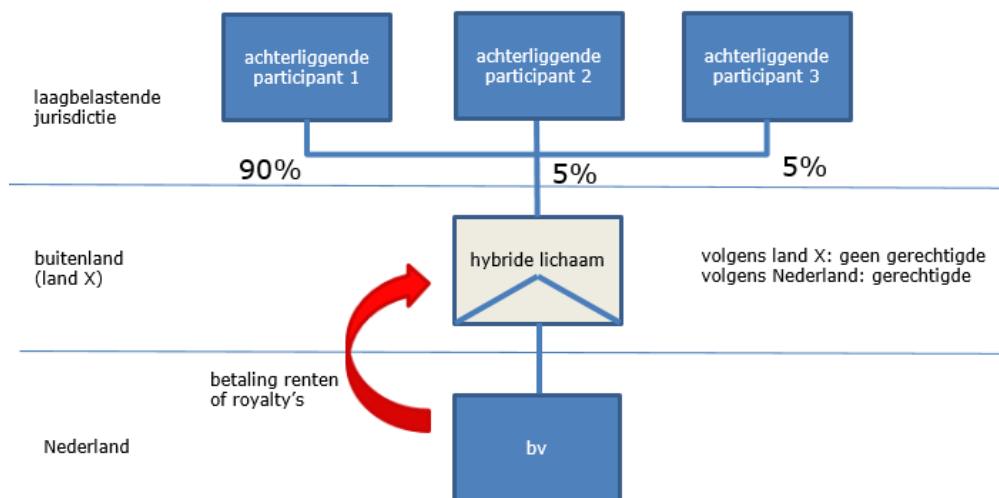 achterliggende
participant 1
achterliggende
participant 2
achterliggende
participant 3
laagbelastende
jurisdictie
90%
5%
5%
buitenland
(land X)
hybride lichaam
volgens land X: geen gerechtigde
volgens Nederland: gerechtigde
betaling renten
of royalty's
Nederland
bv